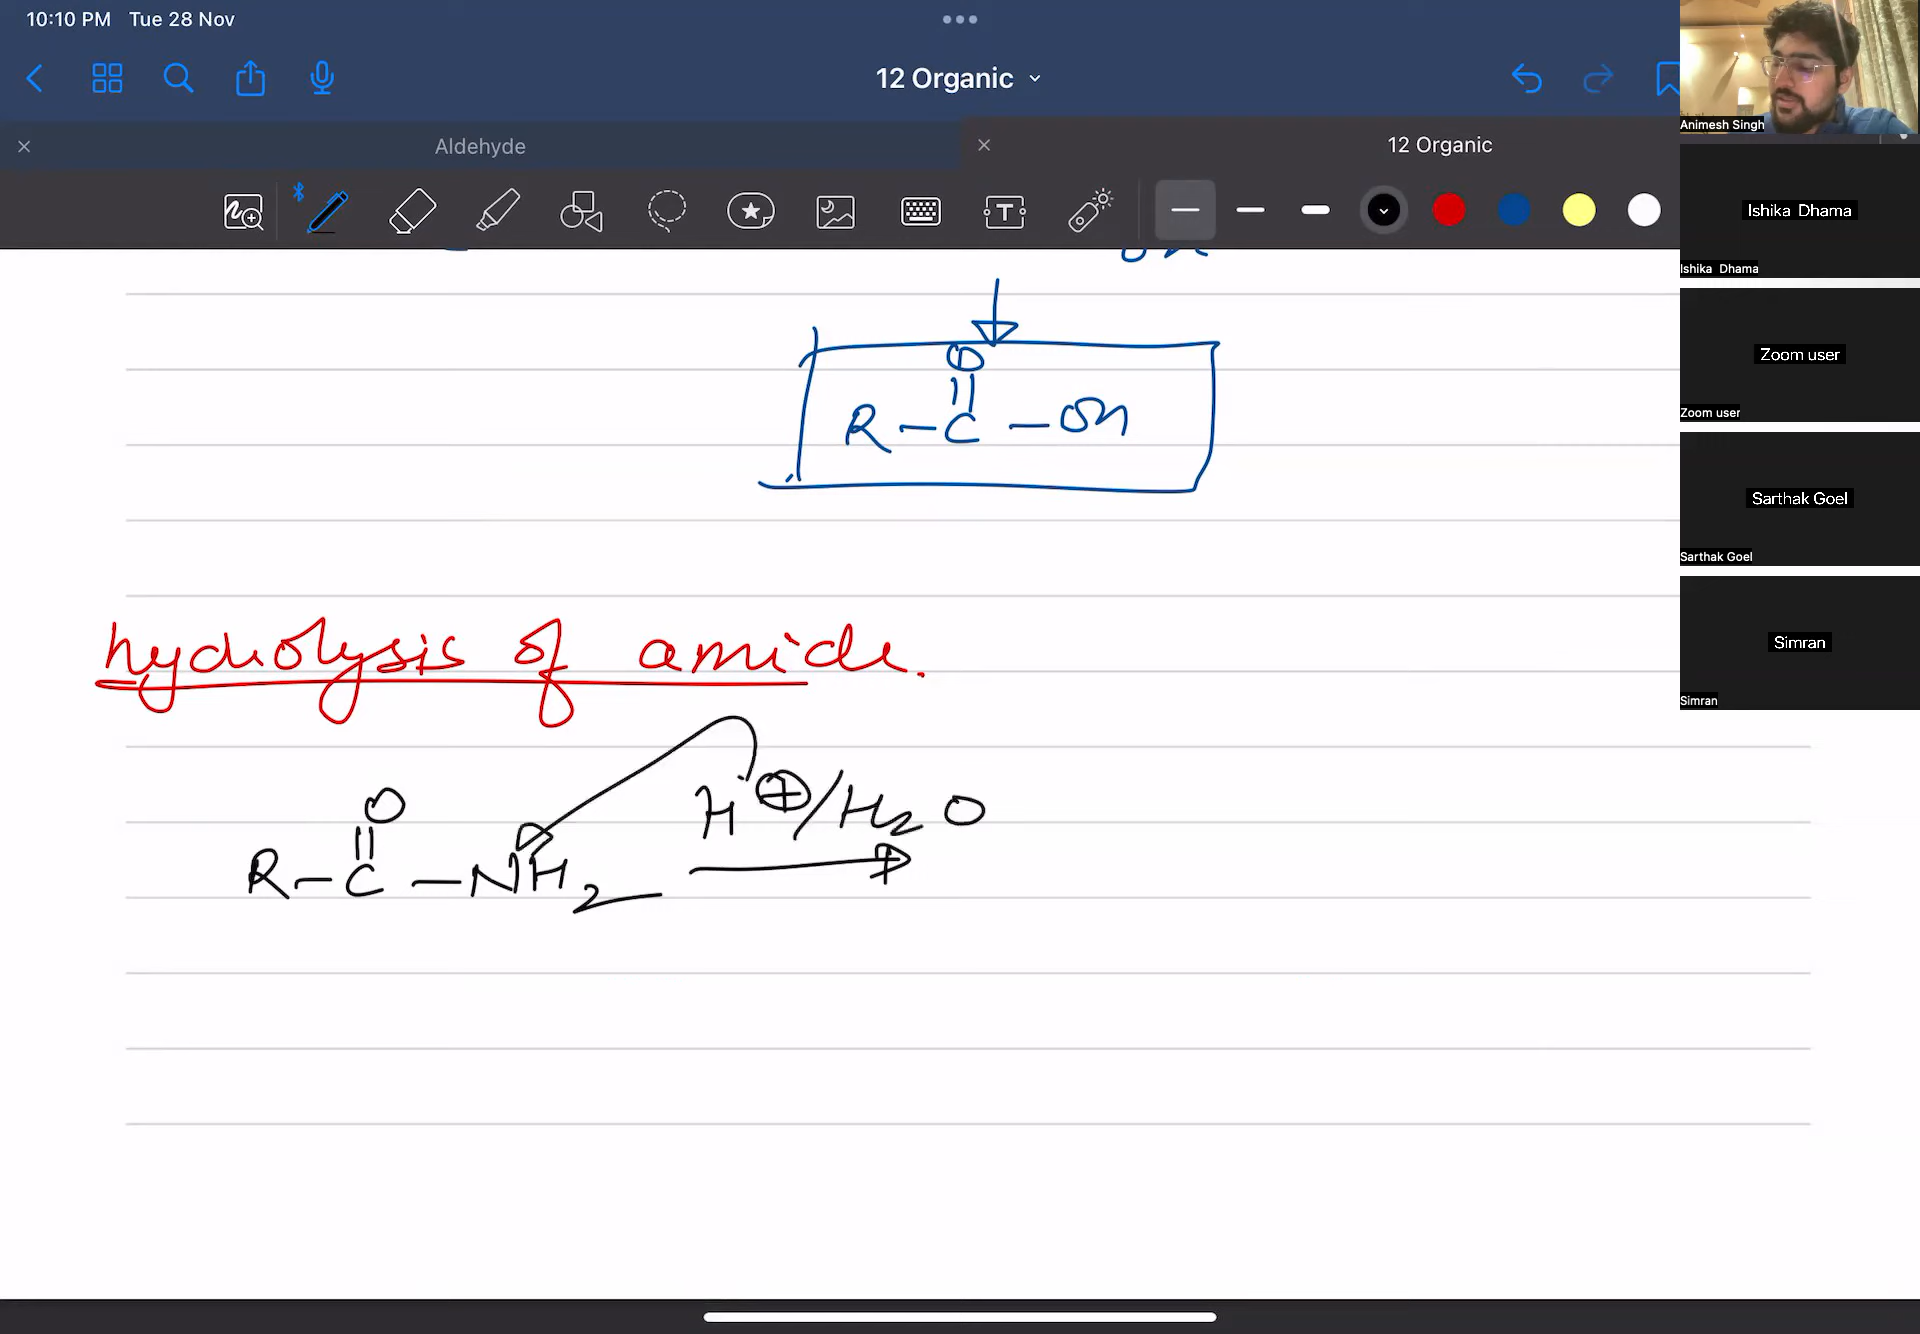 10:10 PM Tue 28 Nov
12 Organic
Aldehyde
12 Organic
T
Animesh Singh
Ishika Dhama
Ishika Dhama
Zoom user
Zoom user
Sarthak Goel
Sarthak Goel
Simran
Simran
O
||
R - C - OH
hydrolysis of amide.
O
||
R - C - NH2
H⊕/H2O